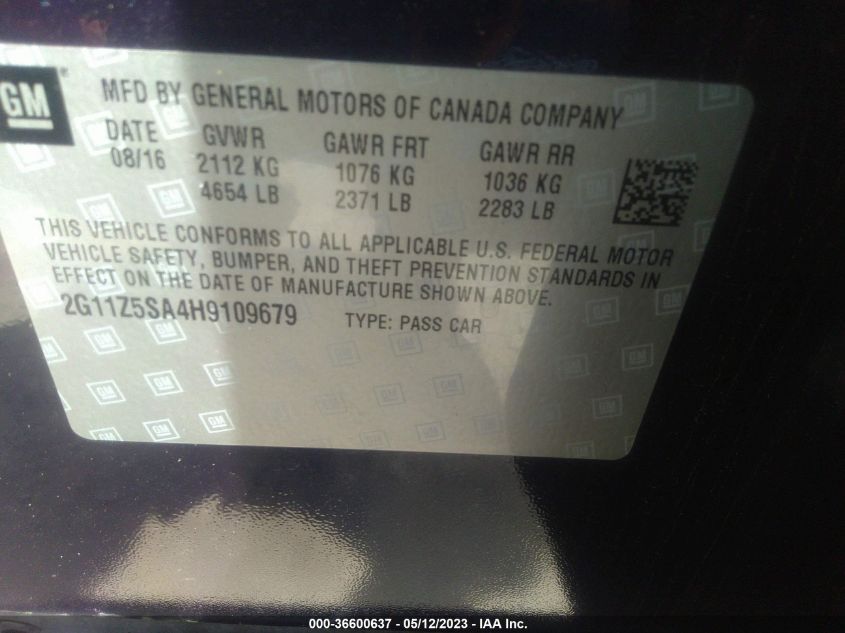 GM
MFD BY GENERAL MOTORS OF CANADA COMPANY
DATE GVWR GAWR FRT GAWR RR
08/16 2112 KG 1076 KG 1036 KG
4654 LB 2371 LB 2283 LB
THIS VEHICLE CONFORMS TO ALL APPLICABLE U.S. FEDERAL MOTOR
VEHICLE SAFETY, BUMPER, AND THEFT PREVENTION STANDARDS IN
EFFECT ON THE DATE OF MANUFACTURE SHOWN ABOVE.
2G11Z5SA4H9109679 TYPE: PASS CAR
000-36600637 - 05/12/2023 - IAA Inc.